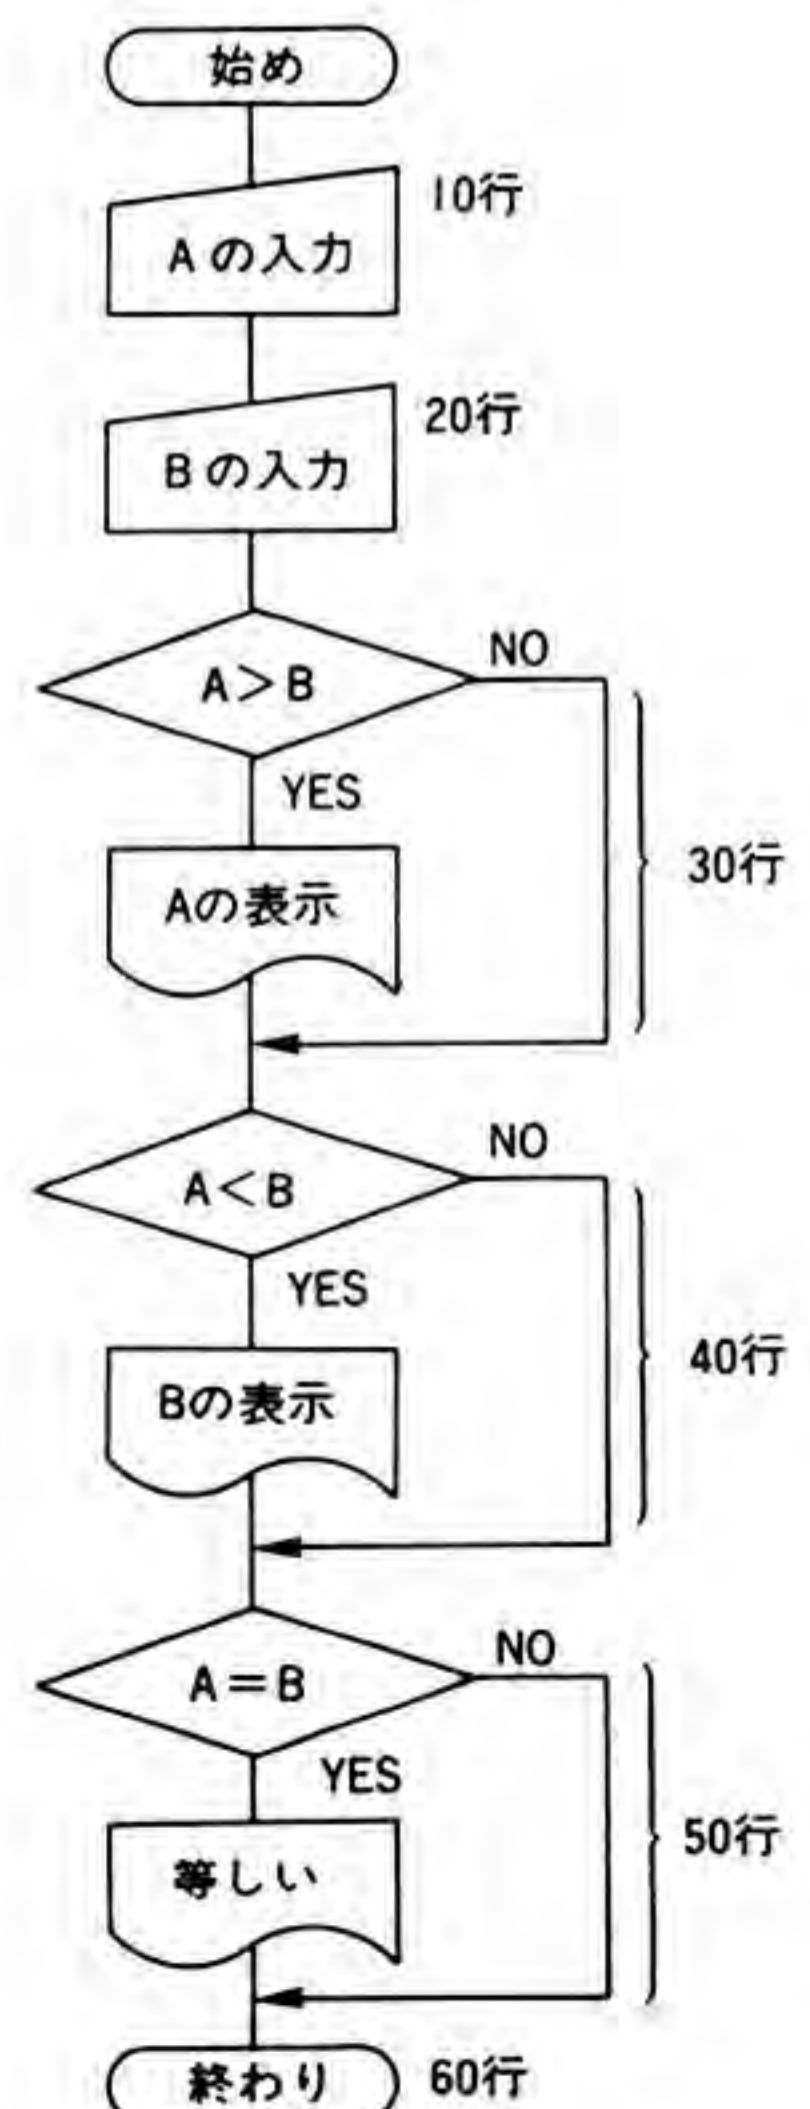 始め
10行
Aの入力
20行
Bの入力
A>B
NO
YES
30行
Aの表示
A<B
NO
YES
40行
Bの表示
A=B
NO
YES
50行
等しい
終わり
60行